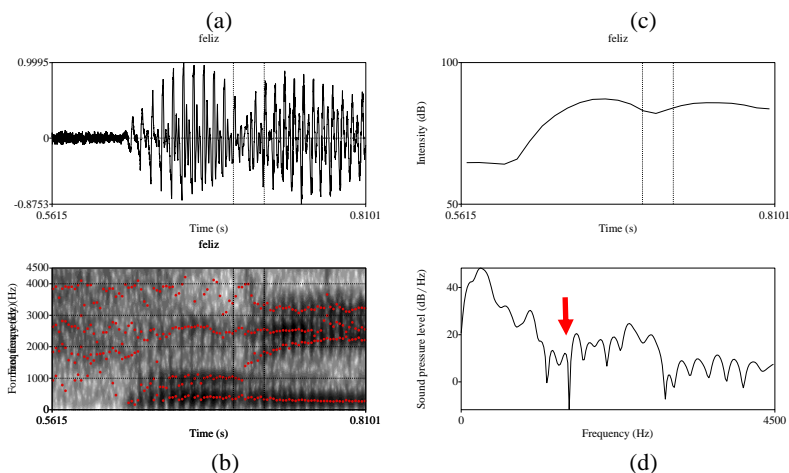 (a)
feliz
0.9995
0
-0.8753
0.5615
0.8101
Time (s)
(c)
feliz
100
Intensity (dB)
50
0.5615
0.8101
Time (s)
feliz
4500
4000
3000
2000
1000
0
0.5615
0.8101
Time (s)
(b)
Sound pressure level (dB / Hz)
40
20
0
0
4500
Frequency (Hz)
(d)